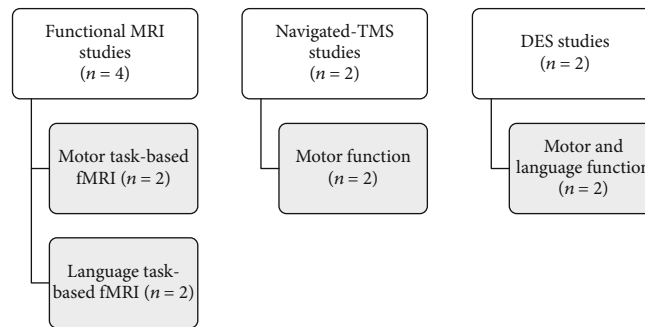 Functional MRI
studies
(n = 4)
Motor task-based
fMRI (n = 2)
Language task-
based fMRI (n = 2)
Navigated-TMS
studies
(n = 2)
Motor function
(n = 2)
DES studies
(n = 2)
Motor and
language function
(n = 2)